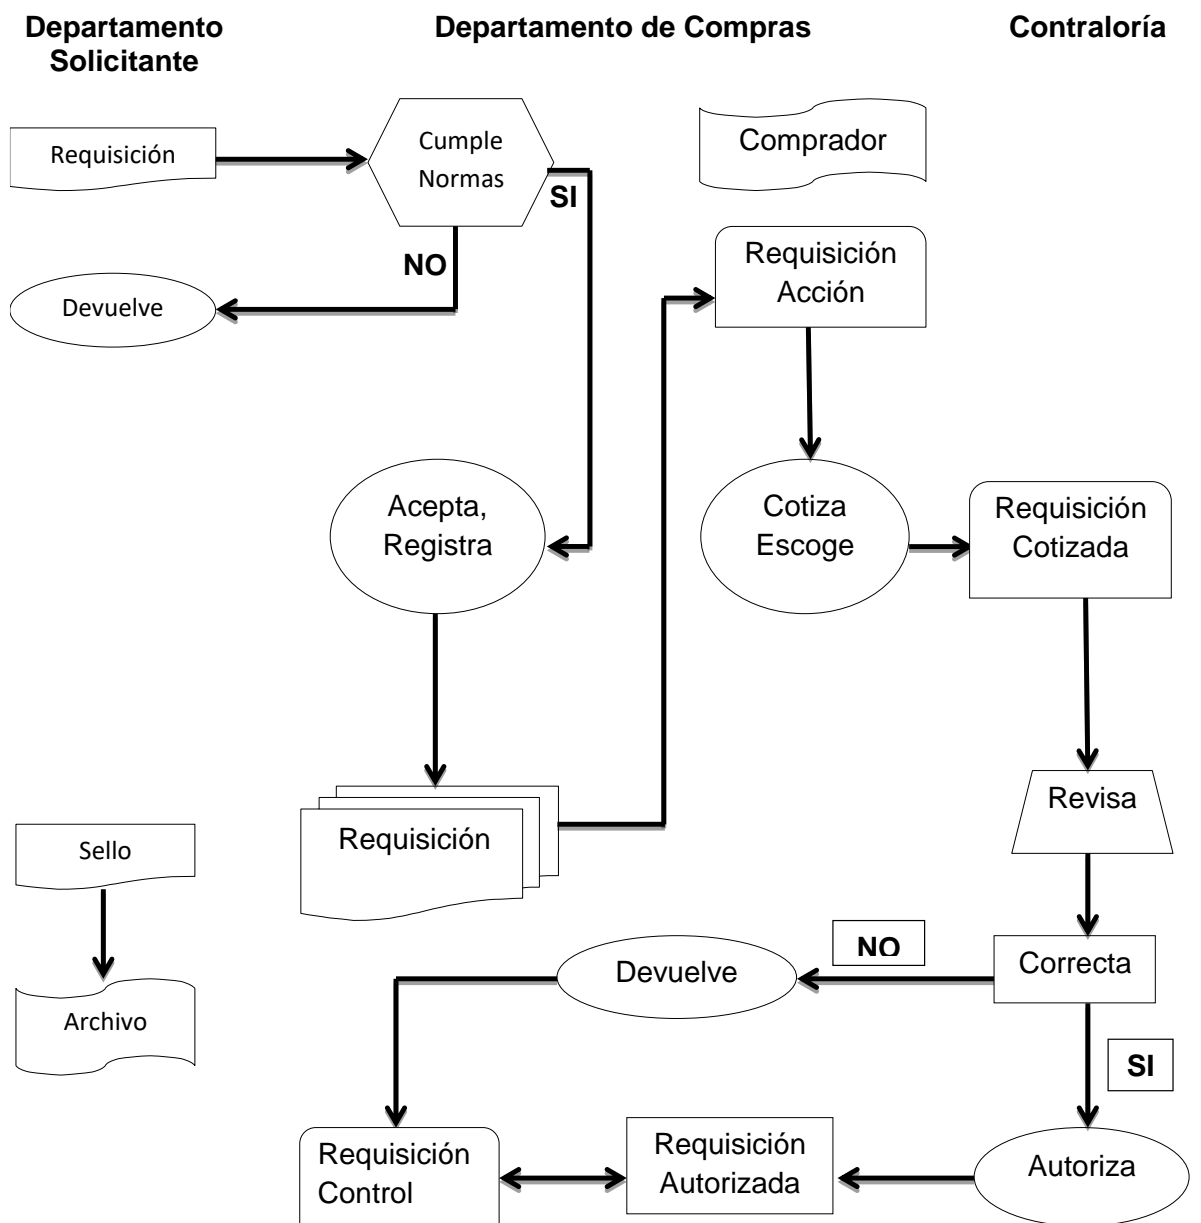 Departamento
Solicitante
Departamento de Compras
Contraloría
Requisición
Cumple
Normas
SI
NO
Devuelve
Comprador
Requisición
Acción
Acepta,
Registra
Cotiza
Escoge
Requisición
Cotizada
Requisición
Revisa
Sello
Archivo
NO
Devuelve
Correcta
SI
Requisición
Control
Requisición
Autorizada
Autoriza